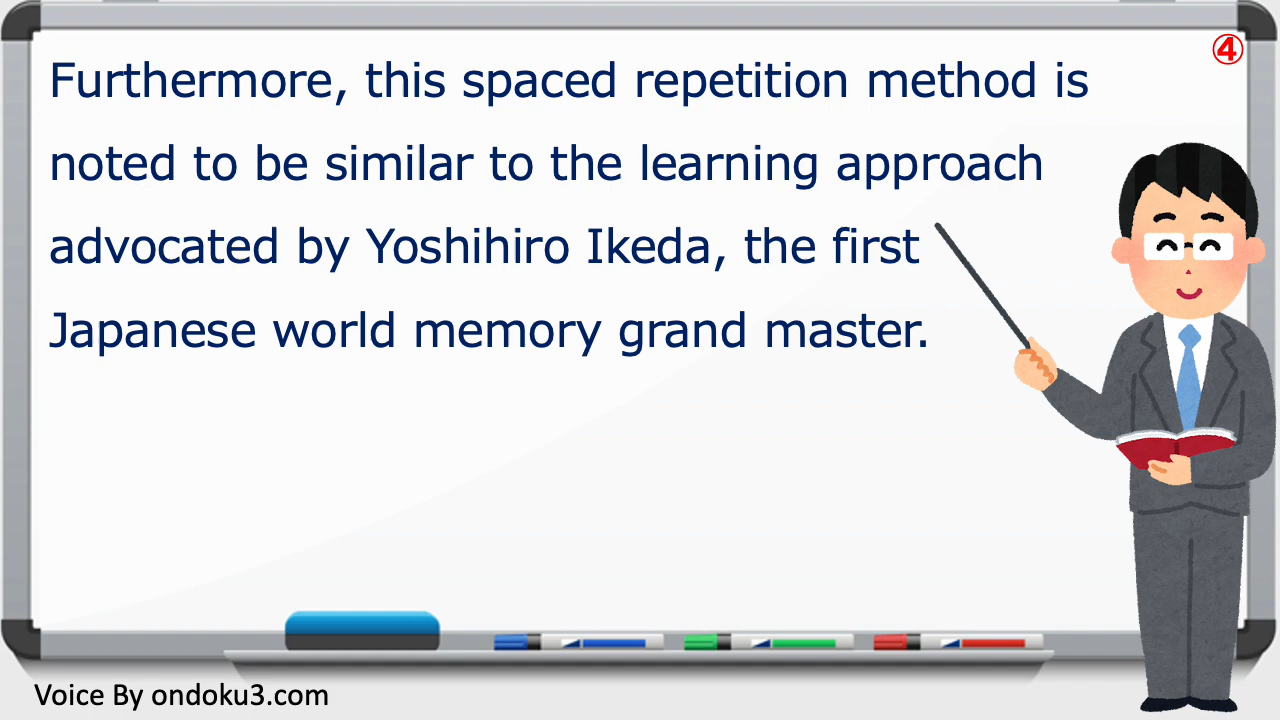 ④
Furthermore, this spaced repetition method is
noted to be similar to the learning approach
advocated by Yoshihiro Ikeda, the first
Japanese world memory grand master.
Voice By ondoku3.com